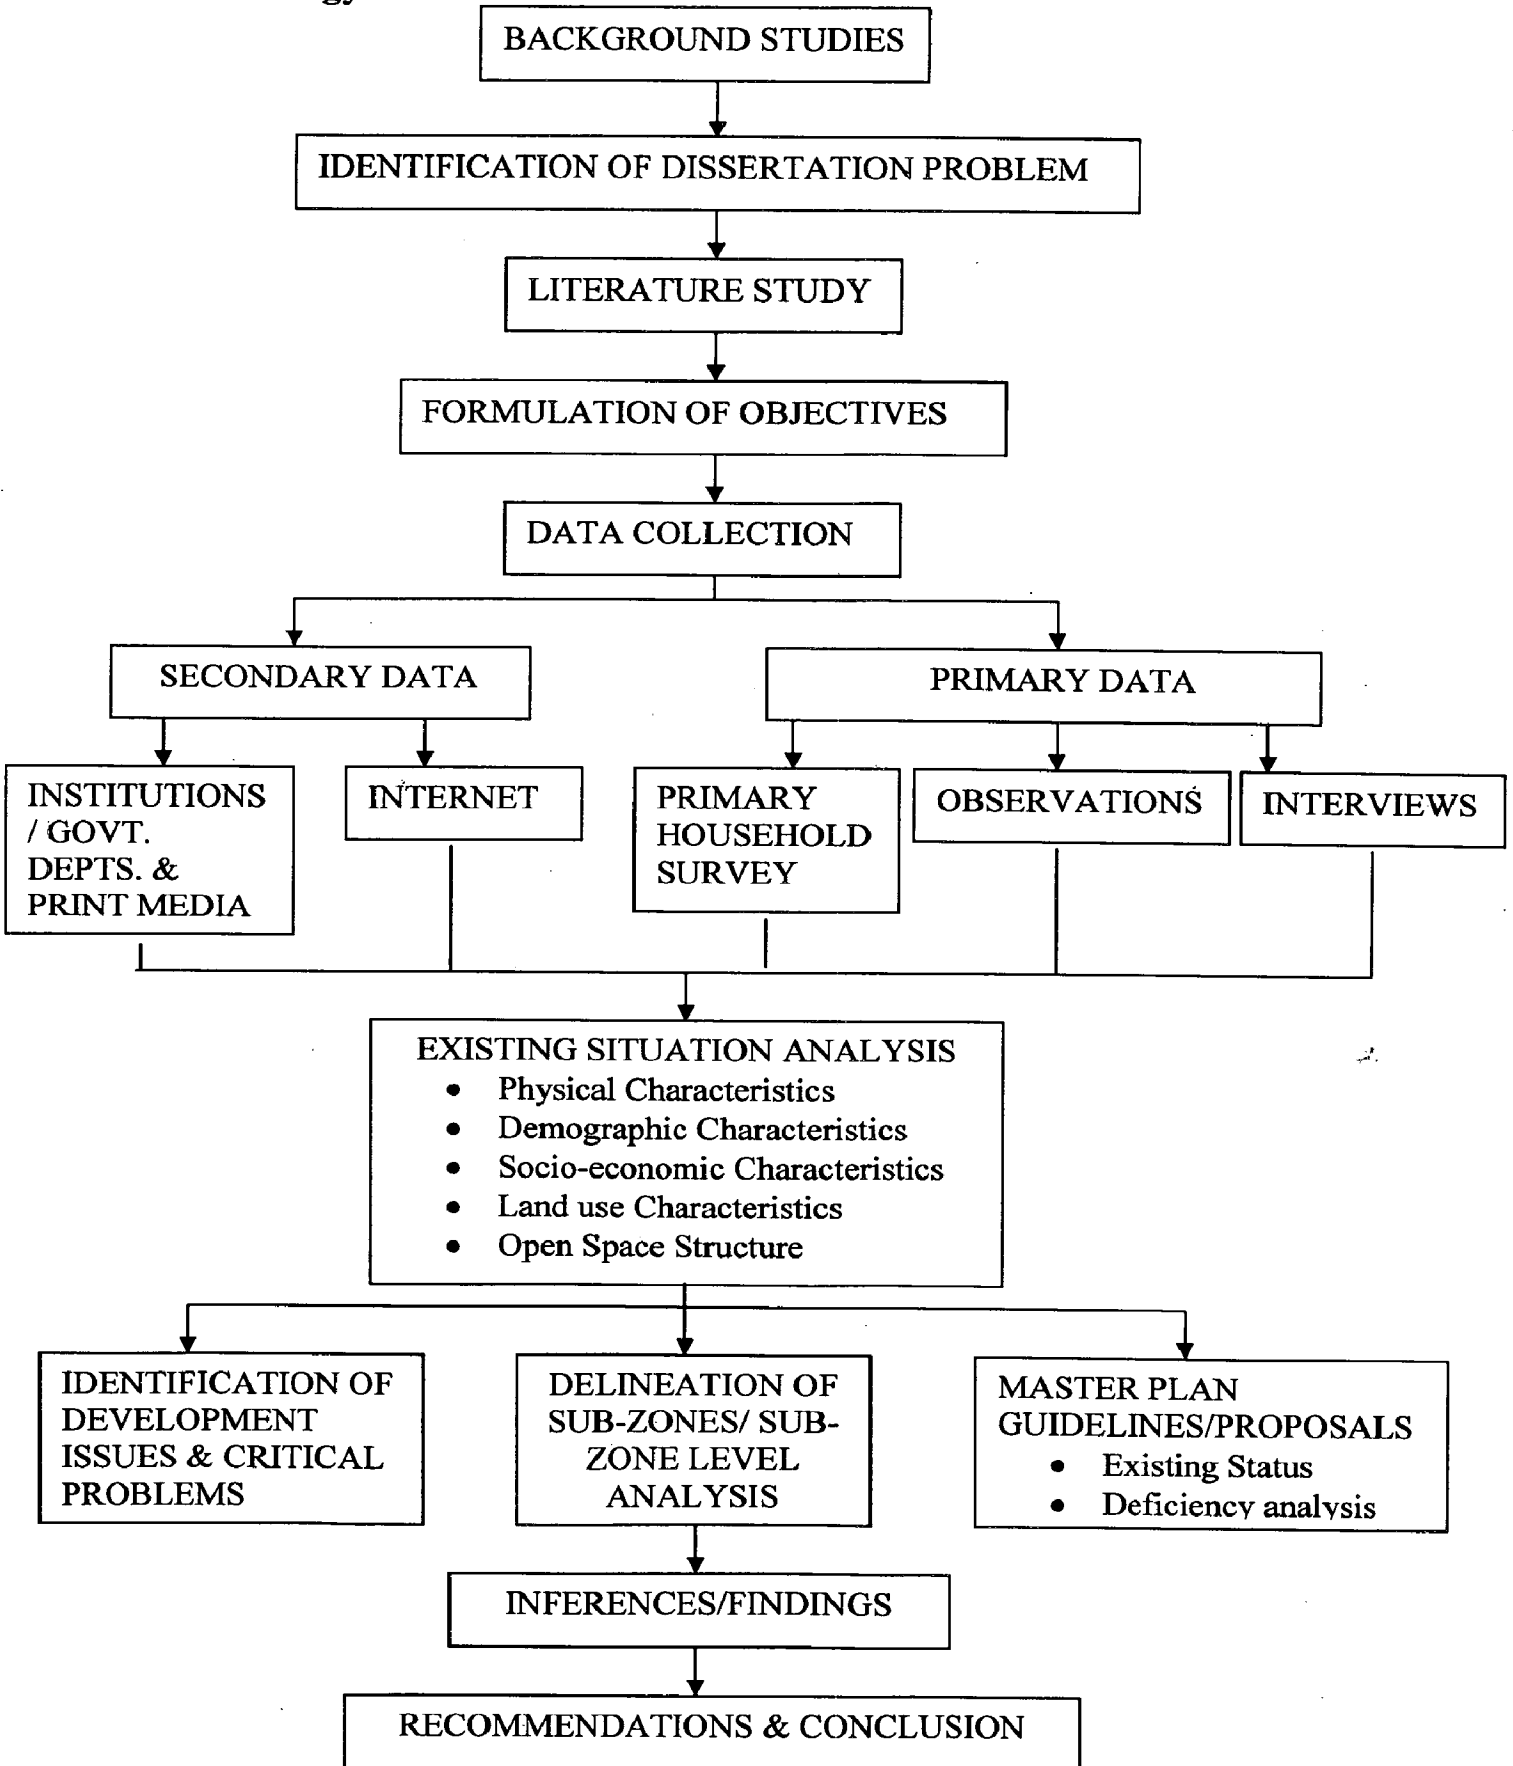 BACKGROUND STUDIES
IDENTIFICATION OF DISSERTATION PROBLEM
LITERATURE STUDY
FORMULATION OF OBJECTIVES
DATA COLLECTION
SECONDARY DATA
PRIMARY DATA
INSTITUTIONS
/ GOVT.
DEPTS. &
PRINT MEDIA
INTERNET
PRIMARY
HOUSEHOLD
SURVEY
OBSERVATIONS
INTERVIEWS
EXISTING SITUATION ANALYSIS
• Physical Characteristics
• Demographic Characteristics
• Socio-economic Characteristics
• Land use Characteristics
• Open Space Structure
IDENTIFICATION OF
DEVELOPMENT
ISSUES & CRITICAL
PROBLEMS
DELINEATION OF
SUB-ZONES/ SUB-
ZONE LEVEL
ANALYSIS
MASTER PLAN
GUIDELINES/PROPOSALS
• Existing Status
• Deficiency analysis
INFERENCES/FINDINGS
RECOMMENDATIONS & CONCLUSION